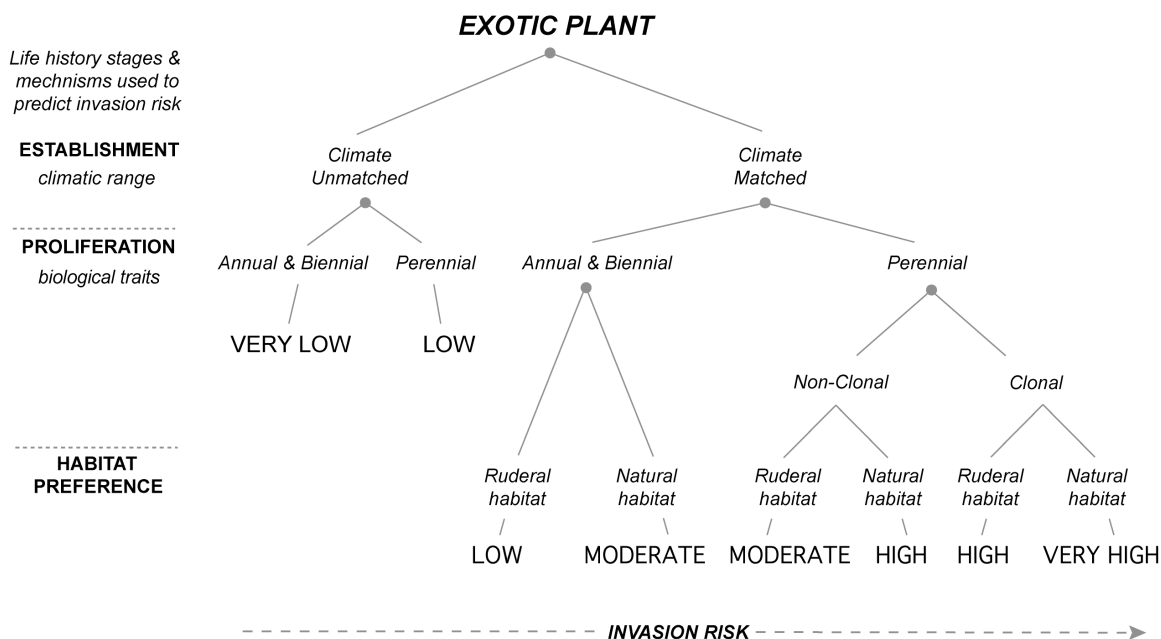 EXOTIC PLANT
Life history stages &
mechnisms used to
predict invasion risk
ESTABLISHMENT
climatic range
Climate
Unmatched
Climate
Matched
PROLIFERATION
biological traits
Annual & Biennial
Perennial
Annual & Biennial
Perennial
VERY LOW
LOW
Non-Clonal
Clonal
HABITAT
PREFERENCE
Ruderal
habitat
Natural
habitat
Ruderal
habitat
Natural
habitat
Ruderal
habitat
Natural
habitat
LOW
MODERATE
MODERATE
HIGH
HIGH
VERY HIGH
INVASION RISK